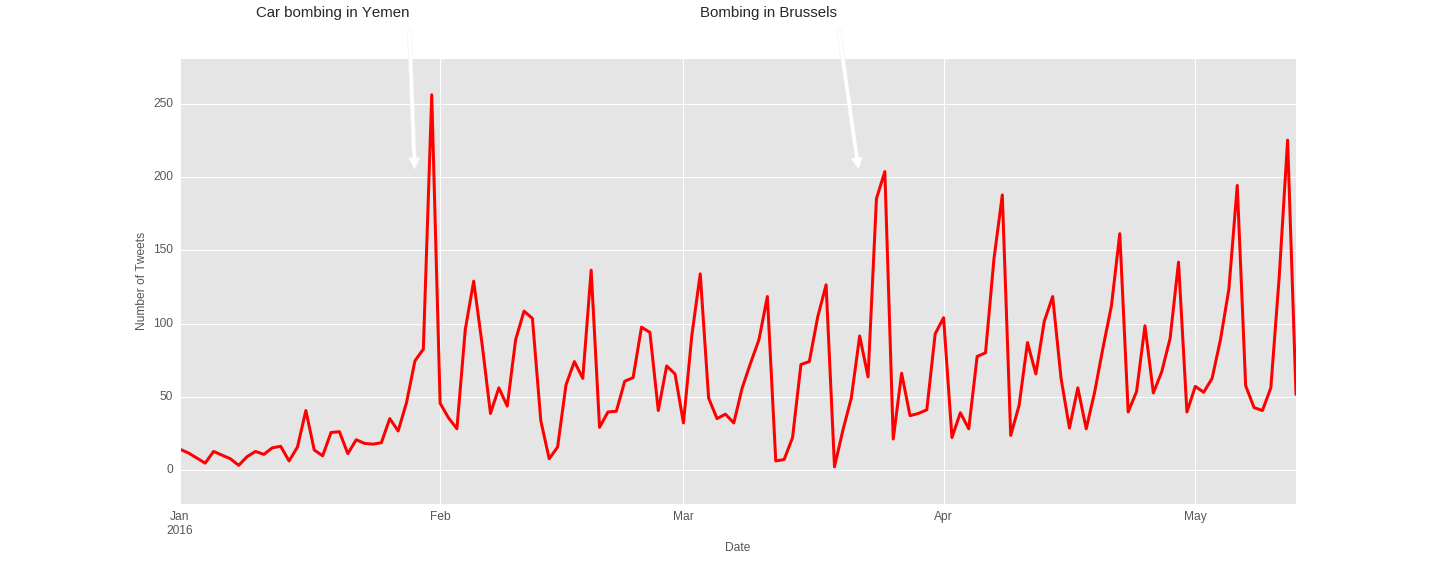 Car bombing in Yemen
Bombing in Brussels
250
200
150
100
50
0
Number of Tweets
Jan
2016
Feb
Mar
Apr
May
Date